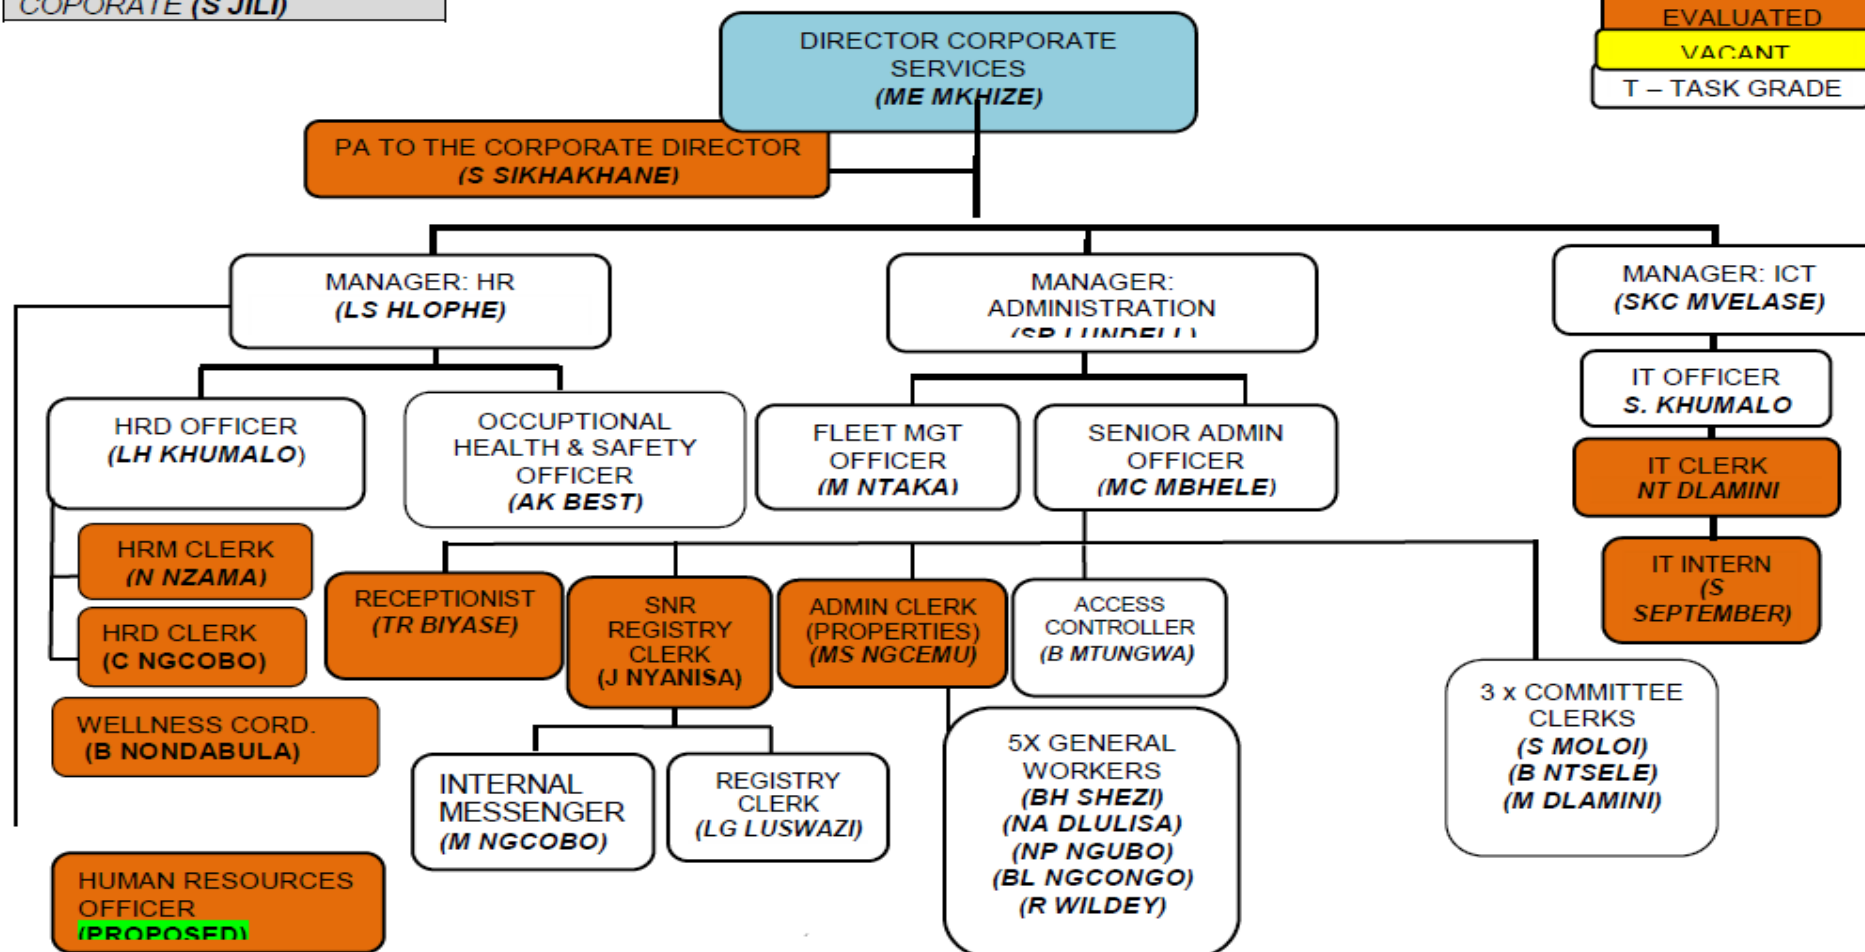 COPORATE (S JILI)
EVALUATED
VACANT
T – TASK GRADE
DIRECTOR CORPORATE
SERVICES
(ME MKHIZE)
PA TO THE CORPORATE DIRECTOR
(S SIKHAKHANE)
MANAGER: HR
(LS HLOPHE)
MANAGER:
ADMINISTRATION
(SR LUNDELL)
MANAGER: ICT
(SKC MVELASE)
HRD OFFICER
(LH KHUMALO)
OCCUPTIONAL
HEALTH & SAFETY
OFFICER
(AK BEST)
FLEET MGT
OFFICER
(M NTAKA)
SENIOR ADMIN
OFFICER
(MC MBHELE)
IT OFFICER
S. KHUMALO
IT CLERK
NT DLAMINI
IT INTERN
(S
SEPTEMBER)
HRM CLERK
(N NZAMA)
HRD CLERK
(C NGCOBO)
WELLNESS CORD.
(B NONDABULA)
RECEPTIONIST
(TR BIYASE)
SNR
REGISTRY
CLERK
(J NYANISA)
ADMIN CLERK
(PROPERTIES)
(MS NGCEMU)
ACCESS
CONTROLLER
(B MTUNGWA)
3 x COMMITTEE
CLERKS
(S MOLOI)
(B NTSELE)
(M DLAMINI)
INTERNAL
MESSENGER
(M NGCOBO)
REGISTRY
CLERK
(LG LUSWAZI)
5X GENERAL
WORKERS
(BH SHEZI)
(NA DLULISA)
(NP NGUBO)
(BL NGCONGO)
(R WILDEY)
HUMAN RESOURCES
OFFICER
(PROPOSED)